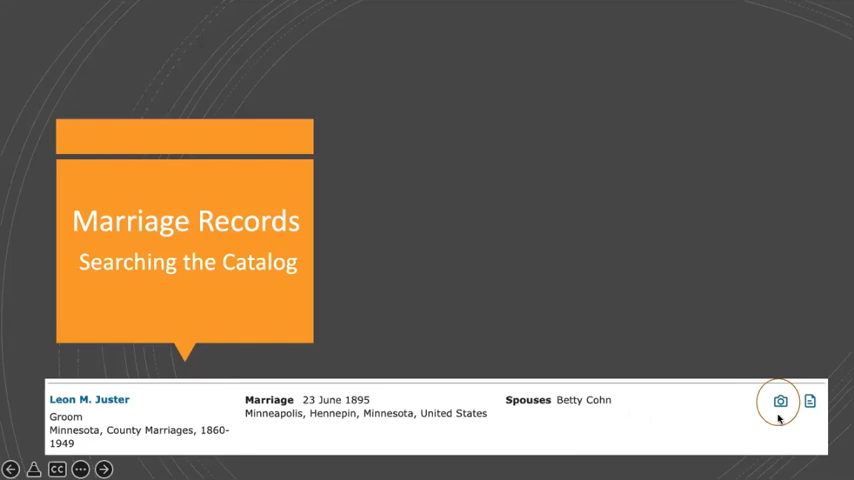 Marriage Records
Searching the Catalog
Leon M. Juster
Groom
Minnesota, County Marriages, 1860-
1949
Marriage 23 June 1895
Minneapolis, Hennepin, Minnesota, United States
Spouses Betty Cohn
CC